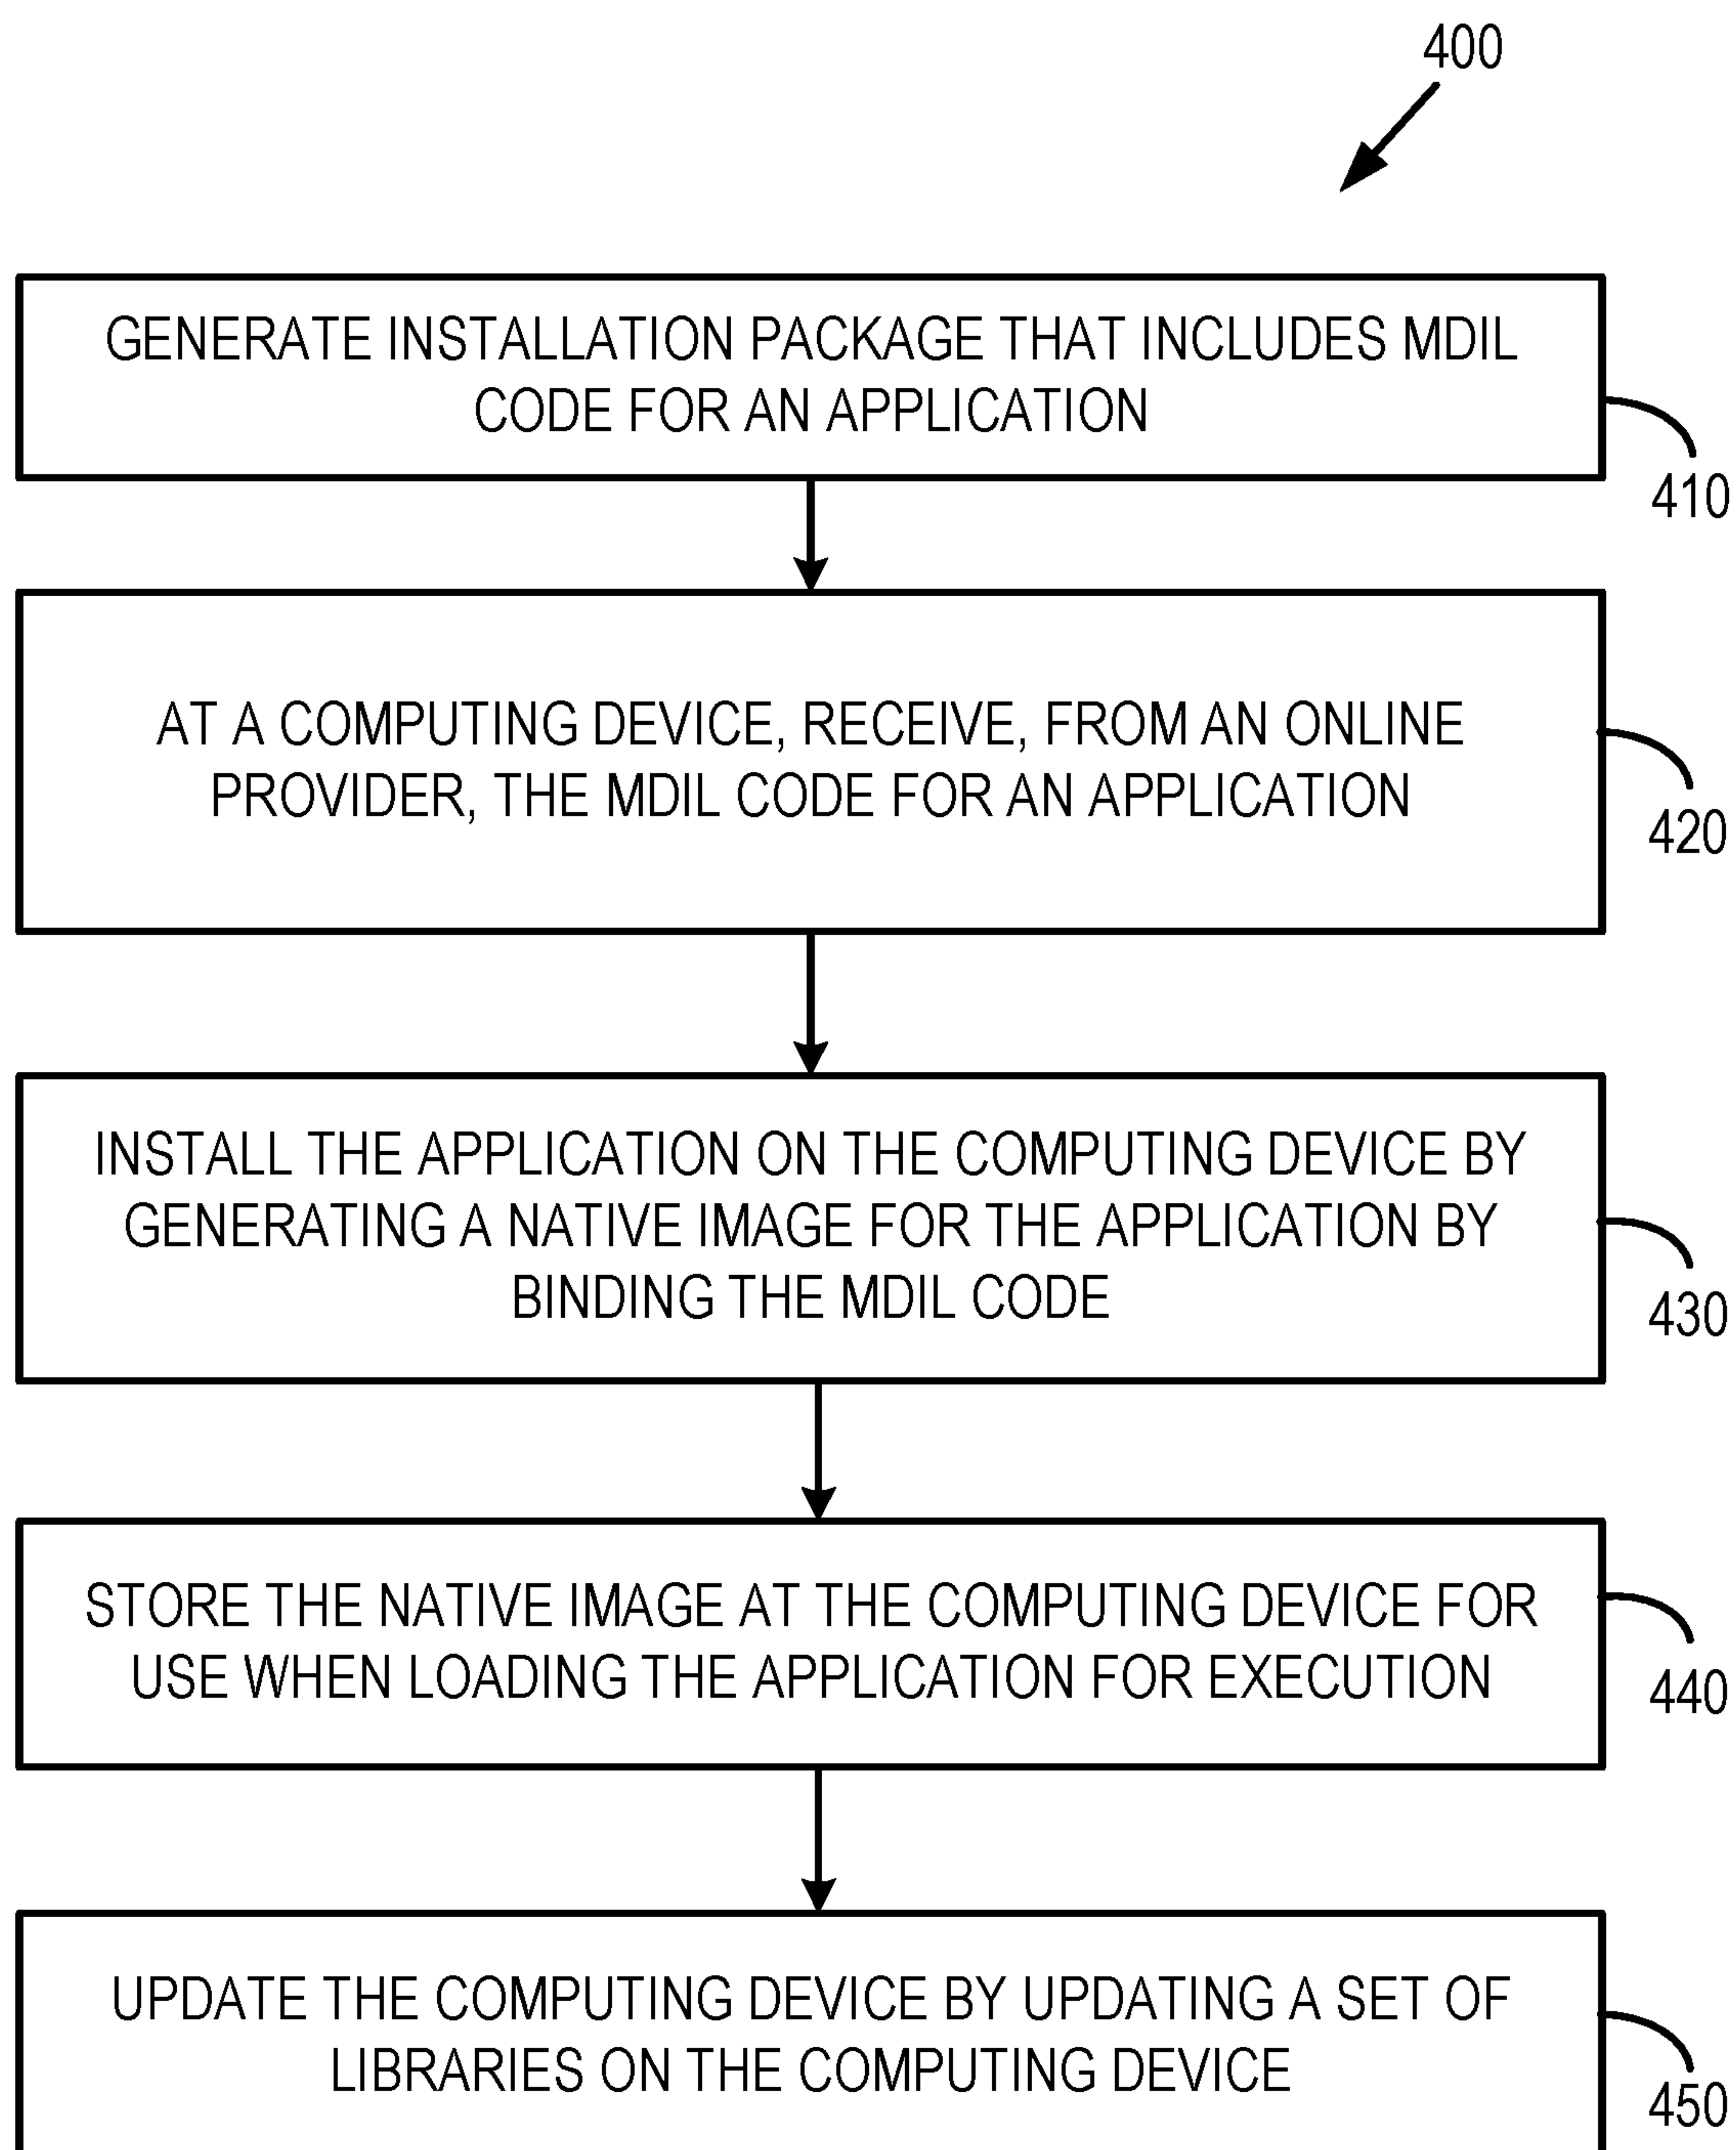 400
GENERATE INSTALLATION PACKAGE THAT INCLUDES MDIL
CODE FOR AN APPLICATION
410
AT A COMPUTING DEVICE, RECEIVE, FROM AN ONLINE
PROVIDER, THE MDIL CODE FOR AN APPLICATION
420
INSTALL THE APPLICATION ON THE COMPUTING DEVICE BY
GENERATING A NATIVE IMAGE FOR THE APPLICATION BY
BINDING THE MDIL CODE
430
STORE THE NATIVE IMAGE AT THE COMPUTING DEVICE FOR
USE WHEN LOADING THE APPLICATION FOR EXECUTION
440
UPDATE THE COMPUTING DEVICE BY UPDATING A SET OF
LIBRARIES ON THE COMPUTING DEVICE
450